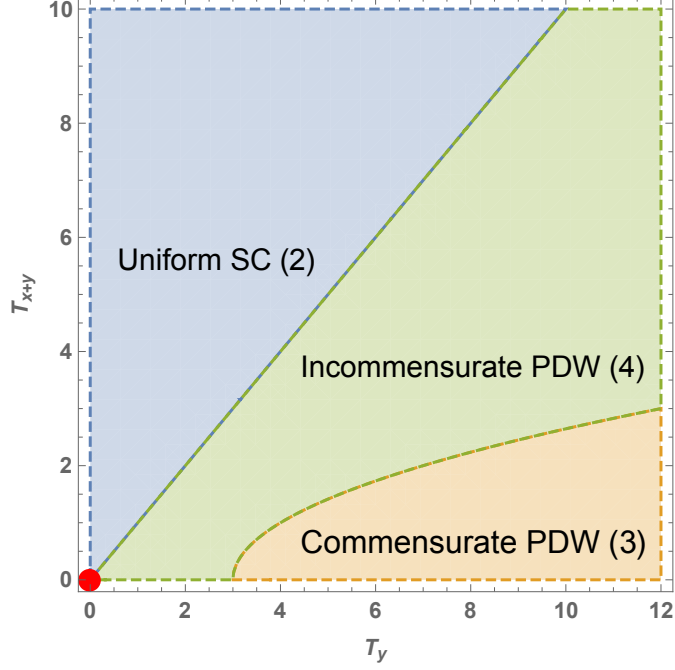 10
8
6
4
2
0
T_{x+y}
Uniform SC (2)
Incommensurate PDW (4)
Commensurate PDW (3)
0 2 4 6 8 10 12
T_y